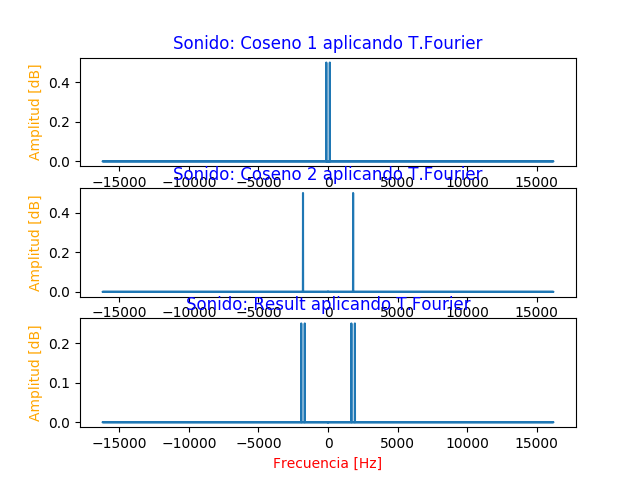 Sonido: Coseno 1 aplicando T.Fourier
Amplitud [dB]
0.4
0.2
0.0
−15000 −10000 −5000 0 5000 10000 15000
Sonido: Coseno 2 aplicando T.Fourier
Amplitud [dB]
0.4
0.2
0.0
−15000 −10000 −5000 0 5000 10000 15000
Sonido: Result aplicando T.Fourier
Amplitud [dB]
0.2
0.1
0.0
−15000 −10000 −5000 0 5000 10000 15000
Frecuencia [Hz]